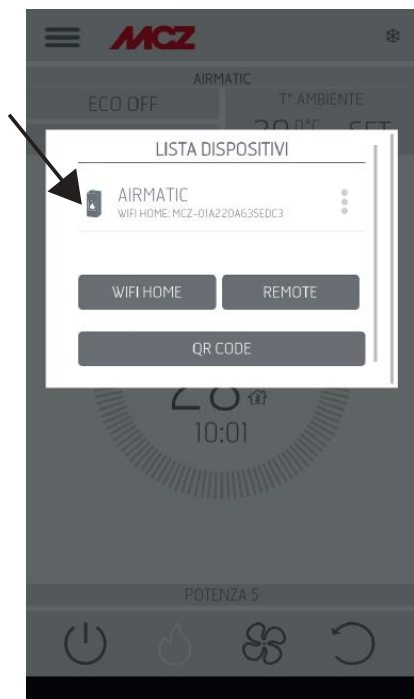 MCZ
AIRMATIC
ECO OFF
T° AMBIENTE
SET
LISTA DISPOSITIVI
AIRMATIC
WIFI HOME: MCZ-01A220A635EDC3
WIFI HOME
REMOTE
QR CODE
10:01
POTENZA 5